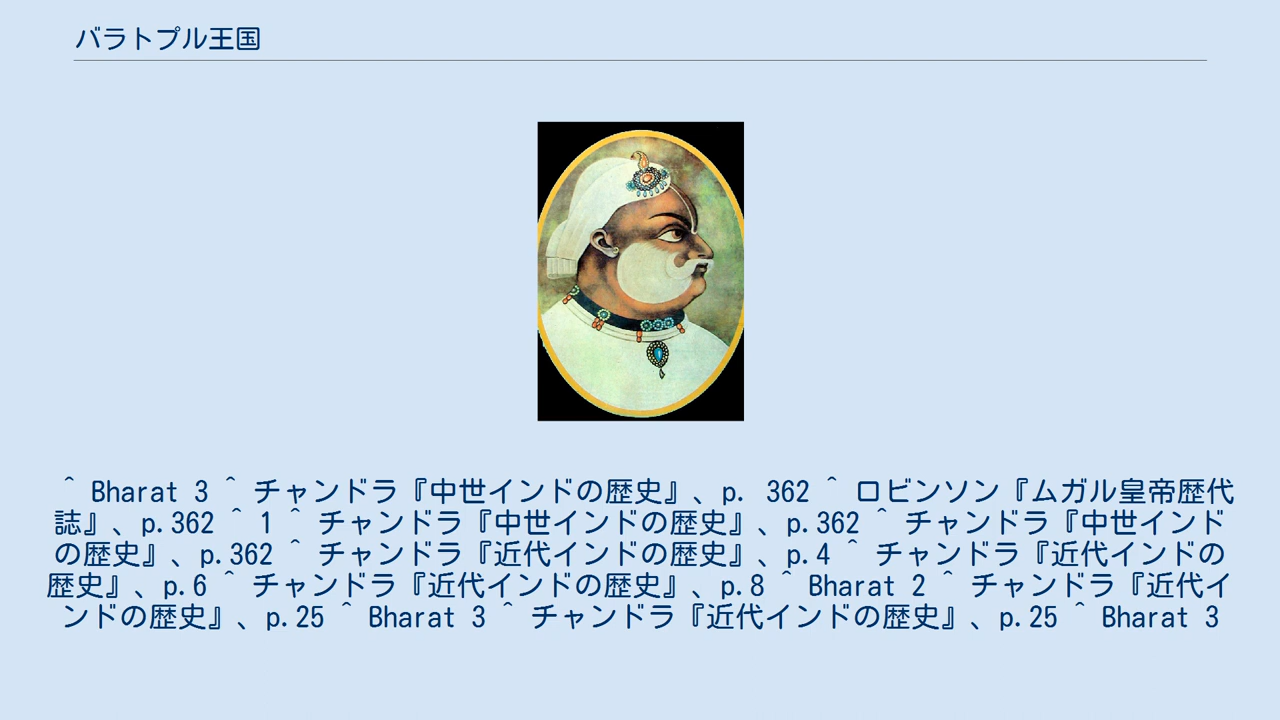 バラトプル王国
^ Bharat 3 ^ チャンドラ『中世インドの歴史』、p. 362 ^ ロビンソン『ムガル皇帝歴代
誌』、p.362 ^ 1 ^ チャンドラ『中世インドの歴史』、p.362 ^ チャンドラ『中世インド
の歴史』、p.362 ^ チャンドラ『近代インドの歴史』、p.4 ^ チャンドラ『近代インドの
歴史』、p.6 ^ チャンドラ『近代インドの歴史』、p.8 ^ Bharat 2 ^ チャンドラ『近代イ
ンドの歴史』、p.25 ^ Bharat 3 ^ チャンドラ『近代インドの歴史』、p.25 ^ Bharat 3